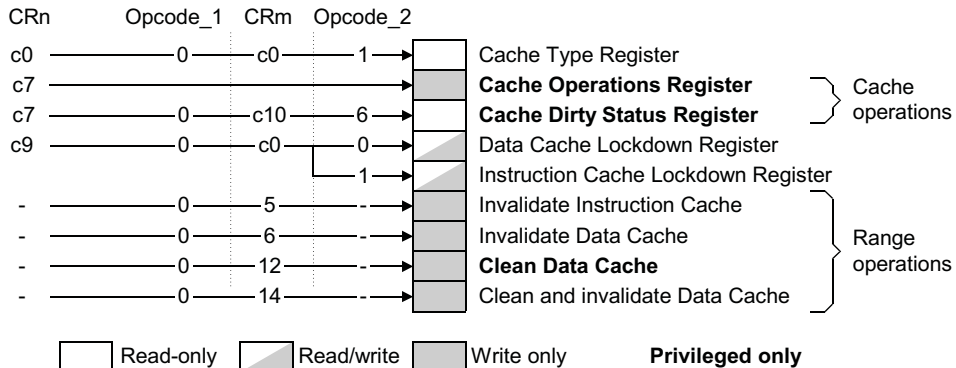 CRn Opcode_1 CRm Opcode_2
c0 0 c0 1 Cache Type Register
c7 Cache Operations Register
c7 0 c10 6 Cache Dirty Status Register
Cache
operations
c9 0 c0 0 Data Cache Lockdown Register
1 Instruction Cache Lockdown Register
- 0 5 - Invalidate Instruction Cache
- 0 6 - Invalidate Data Cache
- 0 12 - Clean Data Cache
- 0 14 - Clean and invalidate Data Cache
Range
operations
Read-only Read/write Write only Privileged only